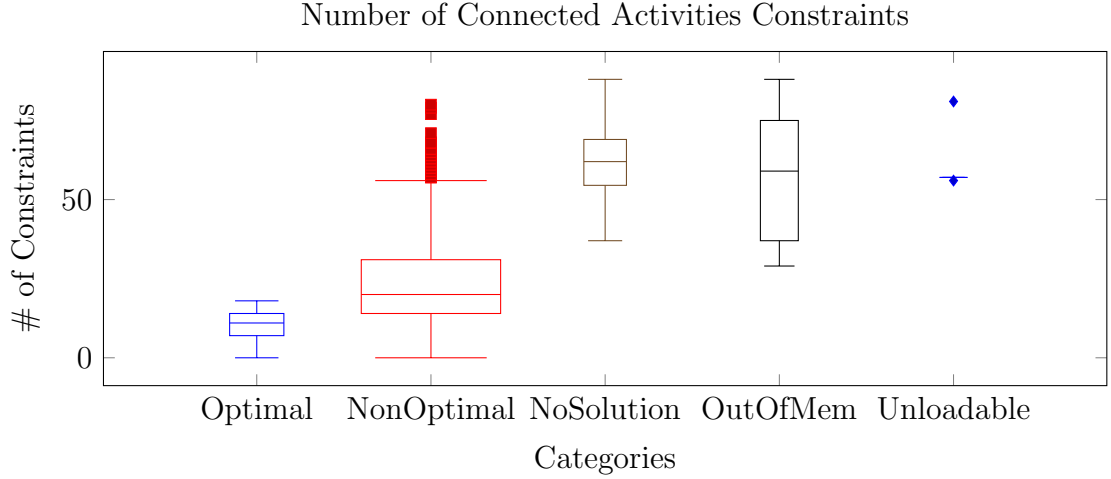 Number of Connected Activities Constraints
# of Constraints
50
0
Optimal NonOptimal NoSolution OutOfMem Unloadable
Categories